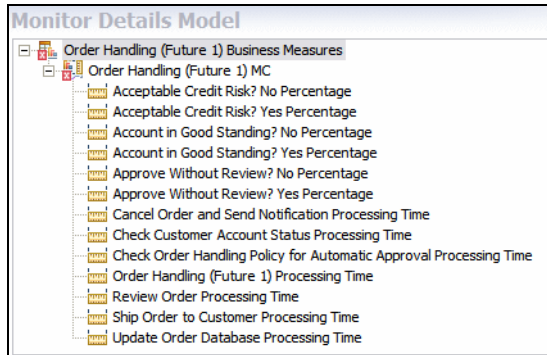 Monitor Details Model
Order Handling (Future 1) Business Measures
Order Handling (Future 1) MC
Acceptable Credit Risk? No Percentage
Acceptable Credit Risk? Yes Percentage
Account in Good Standing? No Percentage
Account in Good Standing? Yes Percentage
Approve Without Review? No Percentage
Approve Without Review? Yes Percentage
Cancel Order and Send Notification Processing Time
Check Customer Account Status Processing Time
Check Order Handling Policy for Automatic Approval Processing Time
Order Handling (Future 1) Processing Time
Review Order Processing Time
Ship Order to Customer Processing Time
Update Order Database Processing Time